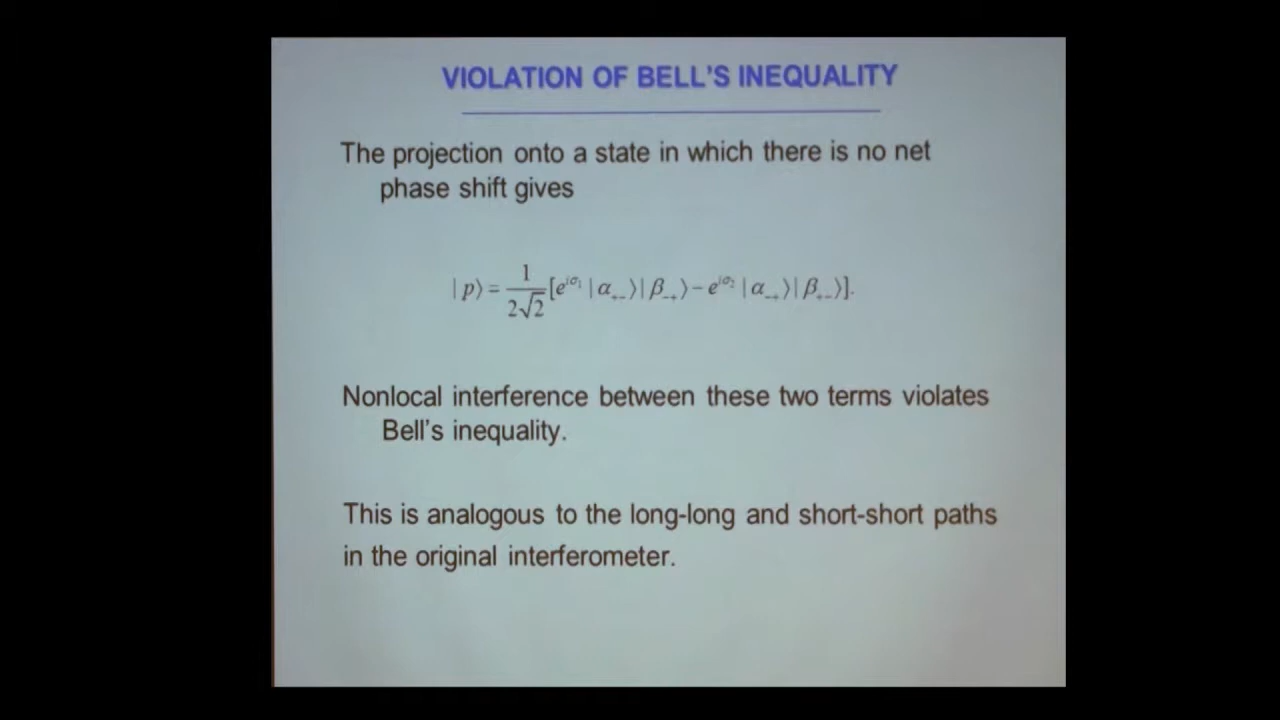 VIOLATION OF BELL'S INEQUALITY
The projection onto a state in which there is no net
phase shift gives
|p⟩ = 1/2√2 [e^{iσ₁} |α₊₋⟩|β₋₊⟩ − e^{iσ₂} |α₋₊⟩|β₊₋⟩].
Nonlocal interference between these two terms violates
Bell's inequality.
This is analogous to the long-long and short-short paths
in the original interferometer.